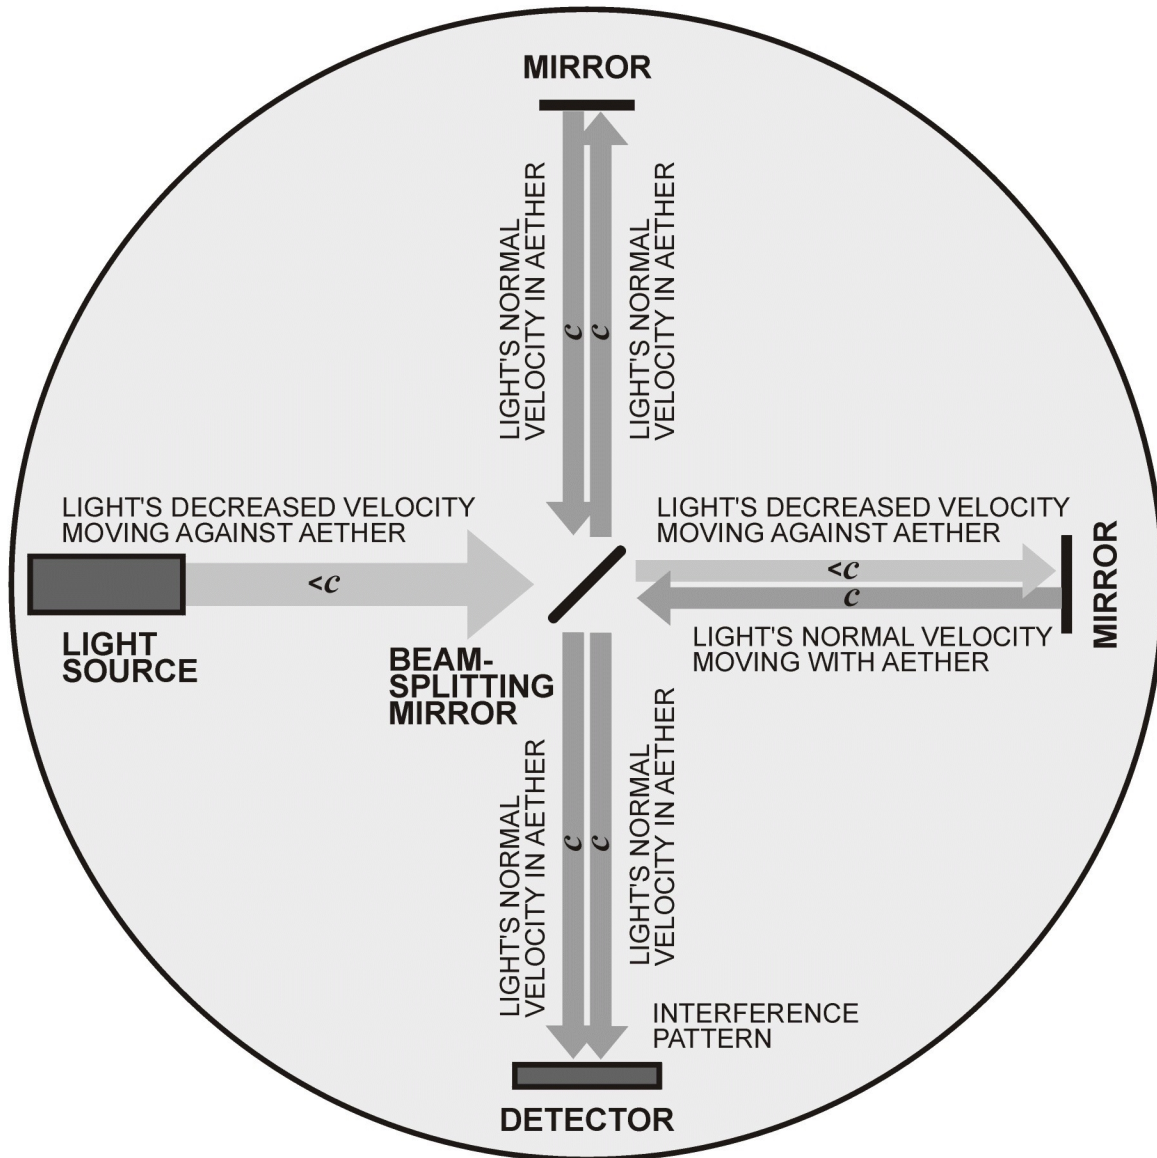 MIRROR
LIGHT'S NORMAL
VELOCITY IN AETHER
c
c
LIGHT'S NORMAL
VELOCITY IN AETHER
LIGHT'S DECREASED VELOCITY
MOVING AGAINST AETHER
<c
LIGHT
SOURCE
BEAM-
SPLITTING
MIRROR
LIGHT'S DECREASED VELOCITY
MOVING AGAINST AETHER
<c
c
LIGHT'S NORMAL VELOCITY
MOVING WITH AETHER
MIRROR
LIGHT'S NORMAL
VELOCITY IN AETHER
c
c
LIGHT'S NORMAL
VELOCITY IN AETHER
INTERFERENCE
PATTERN
DETECTOR